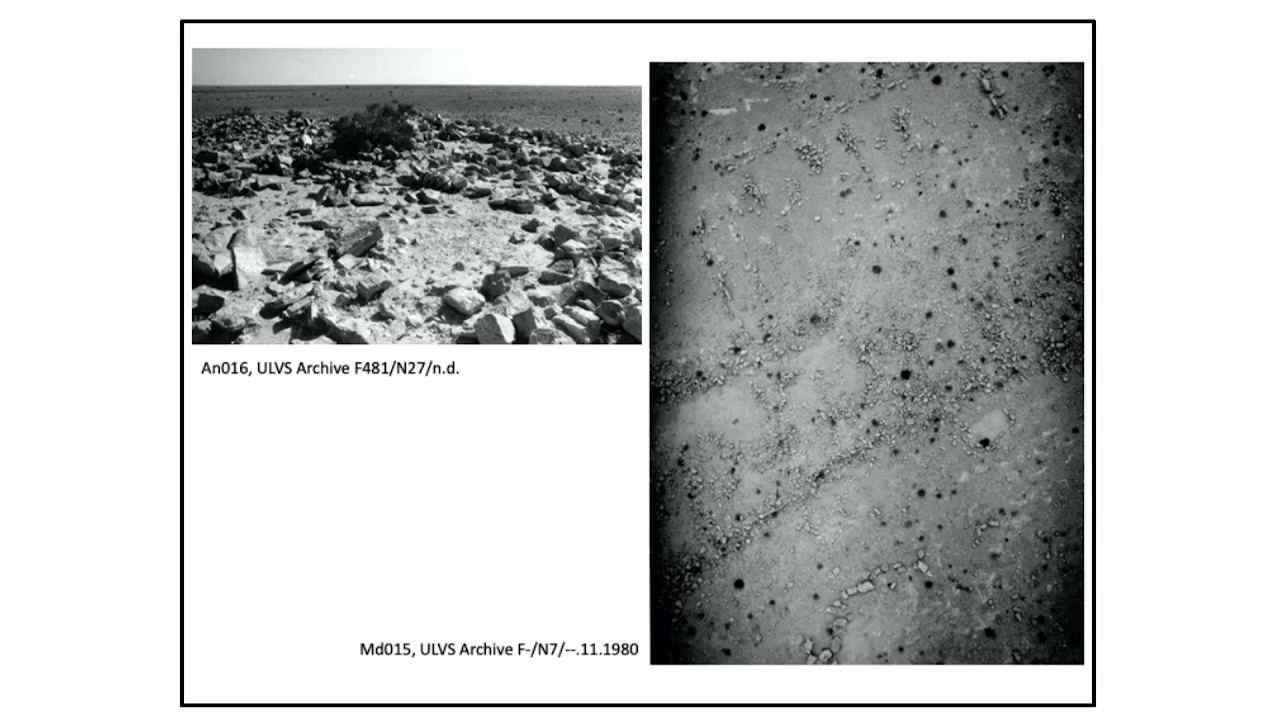 An016, ULVS Archive F481/N27/n.d.
Md015, ULVS Archive F-/N7/--.11.1980